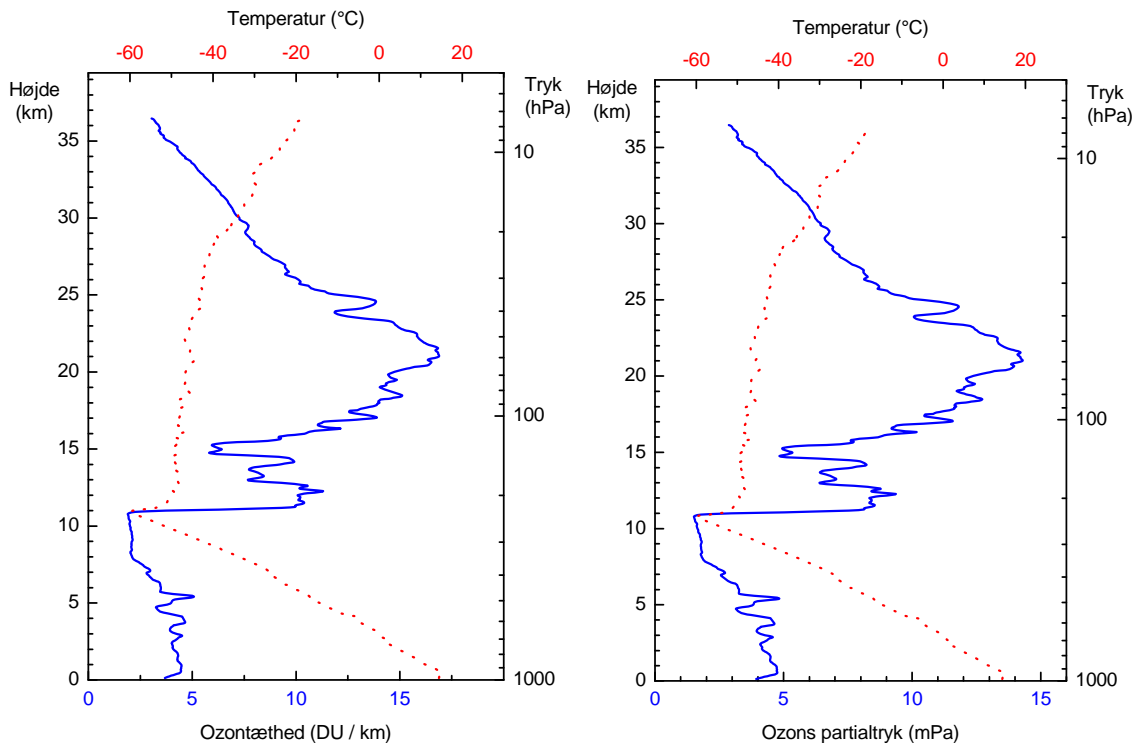 Temperatur (°C)
-60 -40 -20 0 20
Højde
(km)
Tryk
(hPa)
35
30
25
20
15
10
5
0
10
100
1000
0 5 10 15
Ozontæthed (DU / km)
Temperatur (°C)
-60 -40 -20 0 20
Højde
(km)
Tryk
(hPa)
35
30
25
20
15
10
5
0
10
100
1000
0 5 10 15
Ozons partialtryk (mPa)